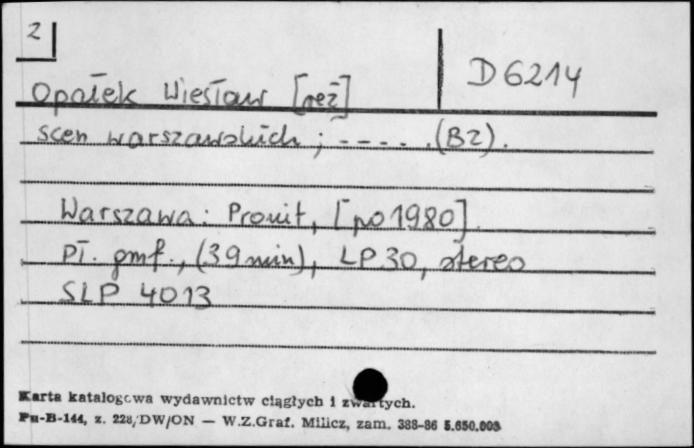 2
D 6214
Opałek Wiesław [reż]
scen warszawskich ; - - - . . (BZ).
Warszawa : Pronit, [po 1980]
Pł. gmf., (39 min), LP 30, stereo
SLP 4013
Karta katalogowa wydawnictw ciągłych i zwartych.
Pu-B-144, z. 228/DW/ON — W.Z.Graf. Milicz, zam. 388-86 5.650.000